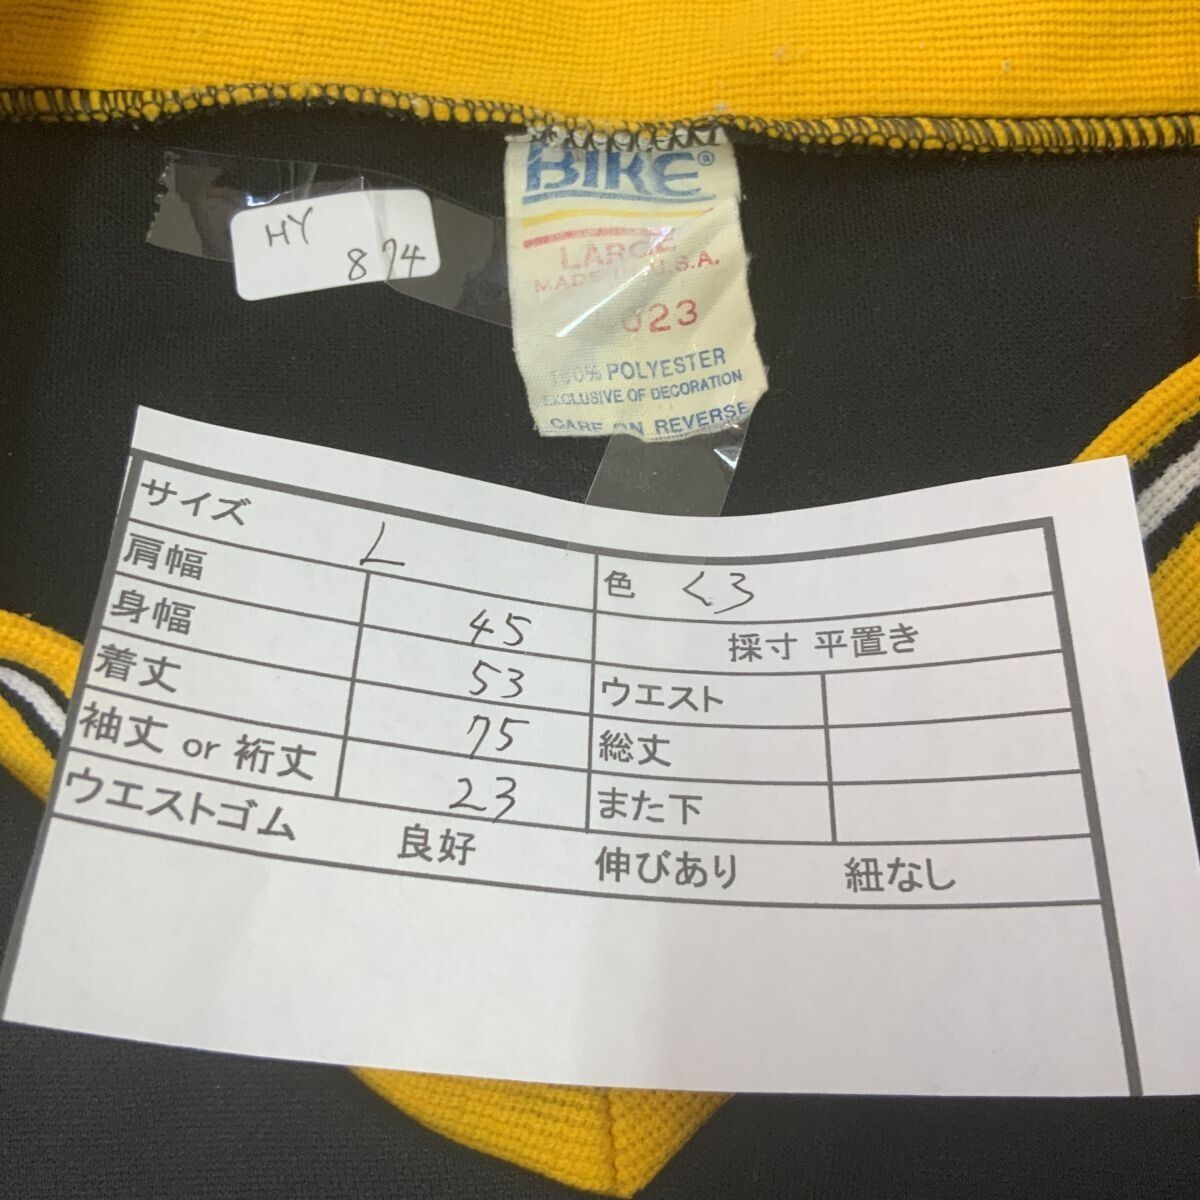 BIKE®
LARGE
MADE IN U.S.A.
023
100% POLYESTER
EXCLUSIVE OF DECORATION
CARE ON REVERSE
HY
874
サイズ L
色 くろ
肩幅 45
採寸 平置き
身幅 53
ウエスト
着丈 75
総丈
袖丈 or 裄丈 23
また下
ウエストゴム 良好 伸びあり 紐なし